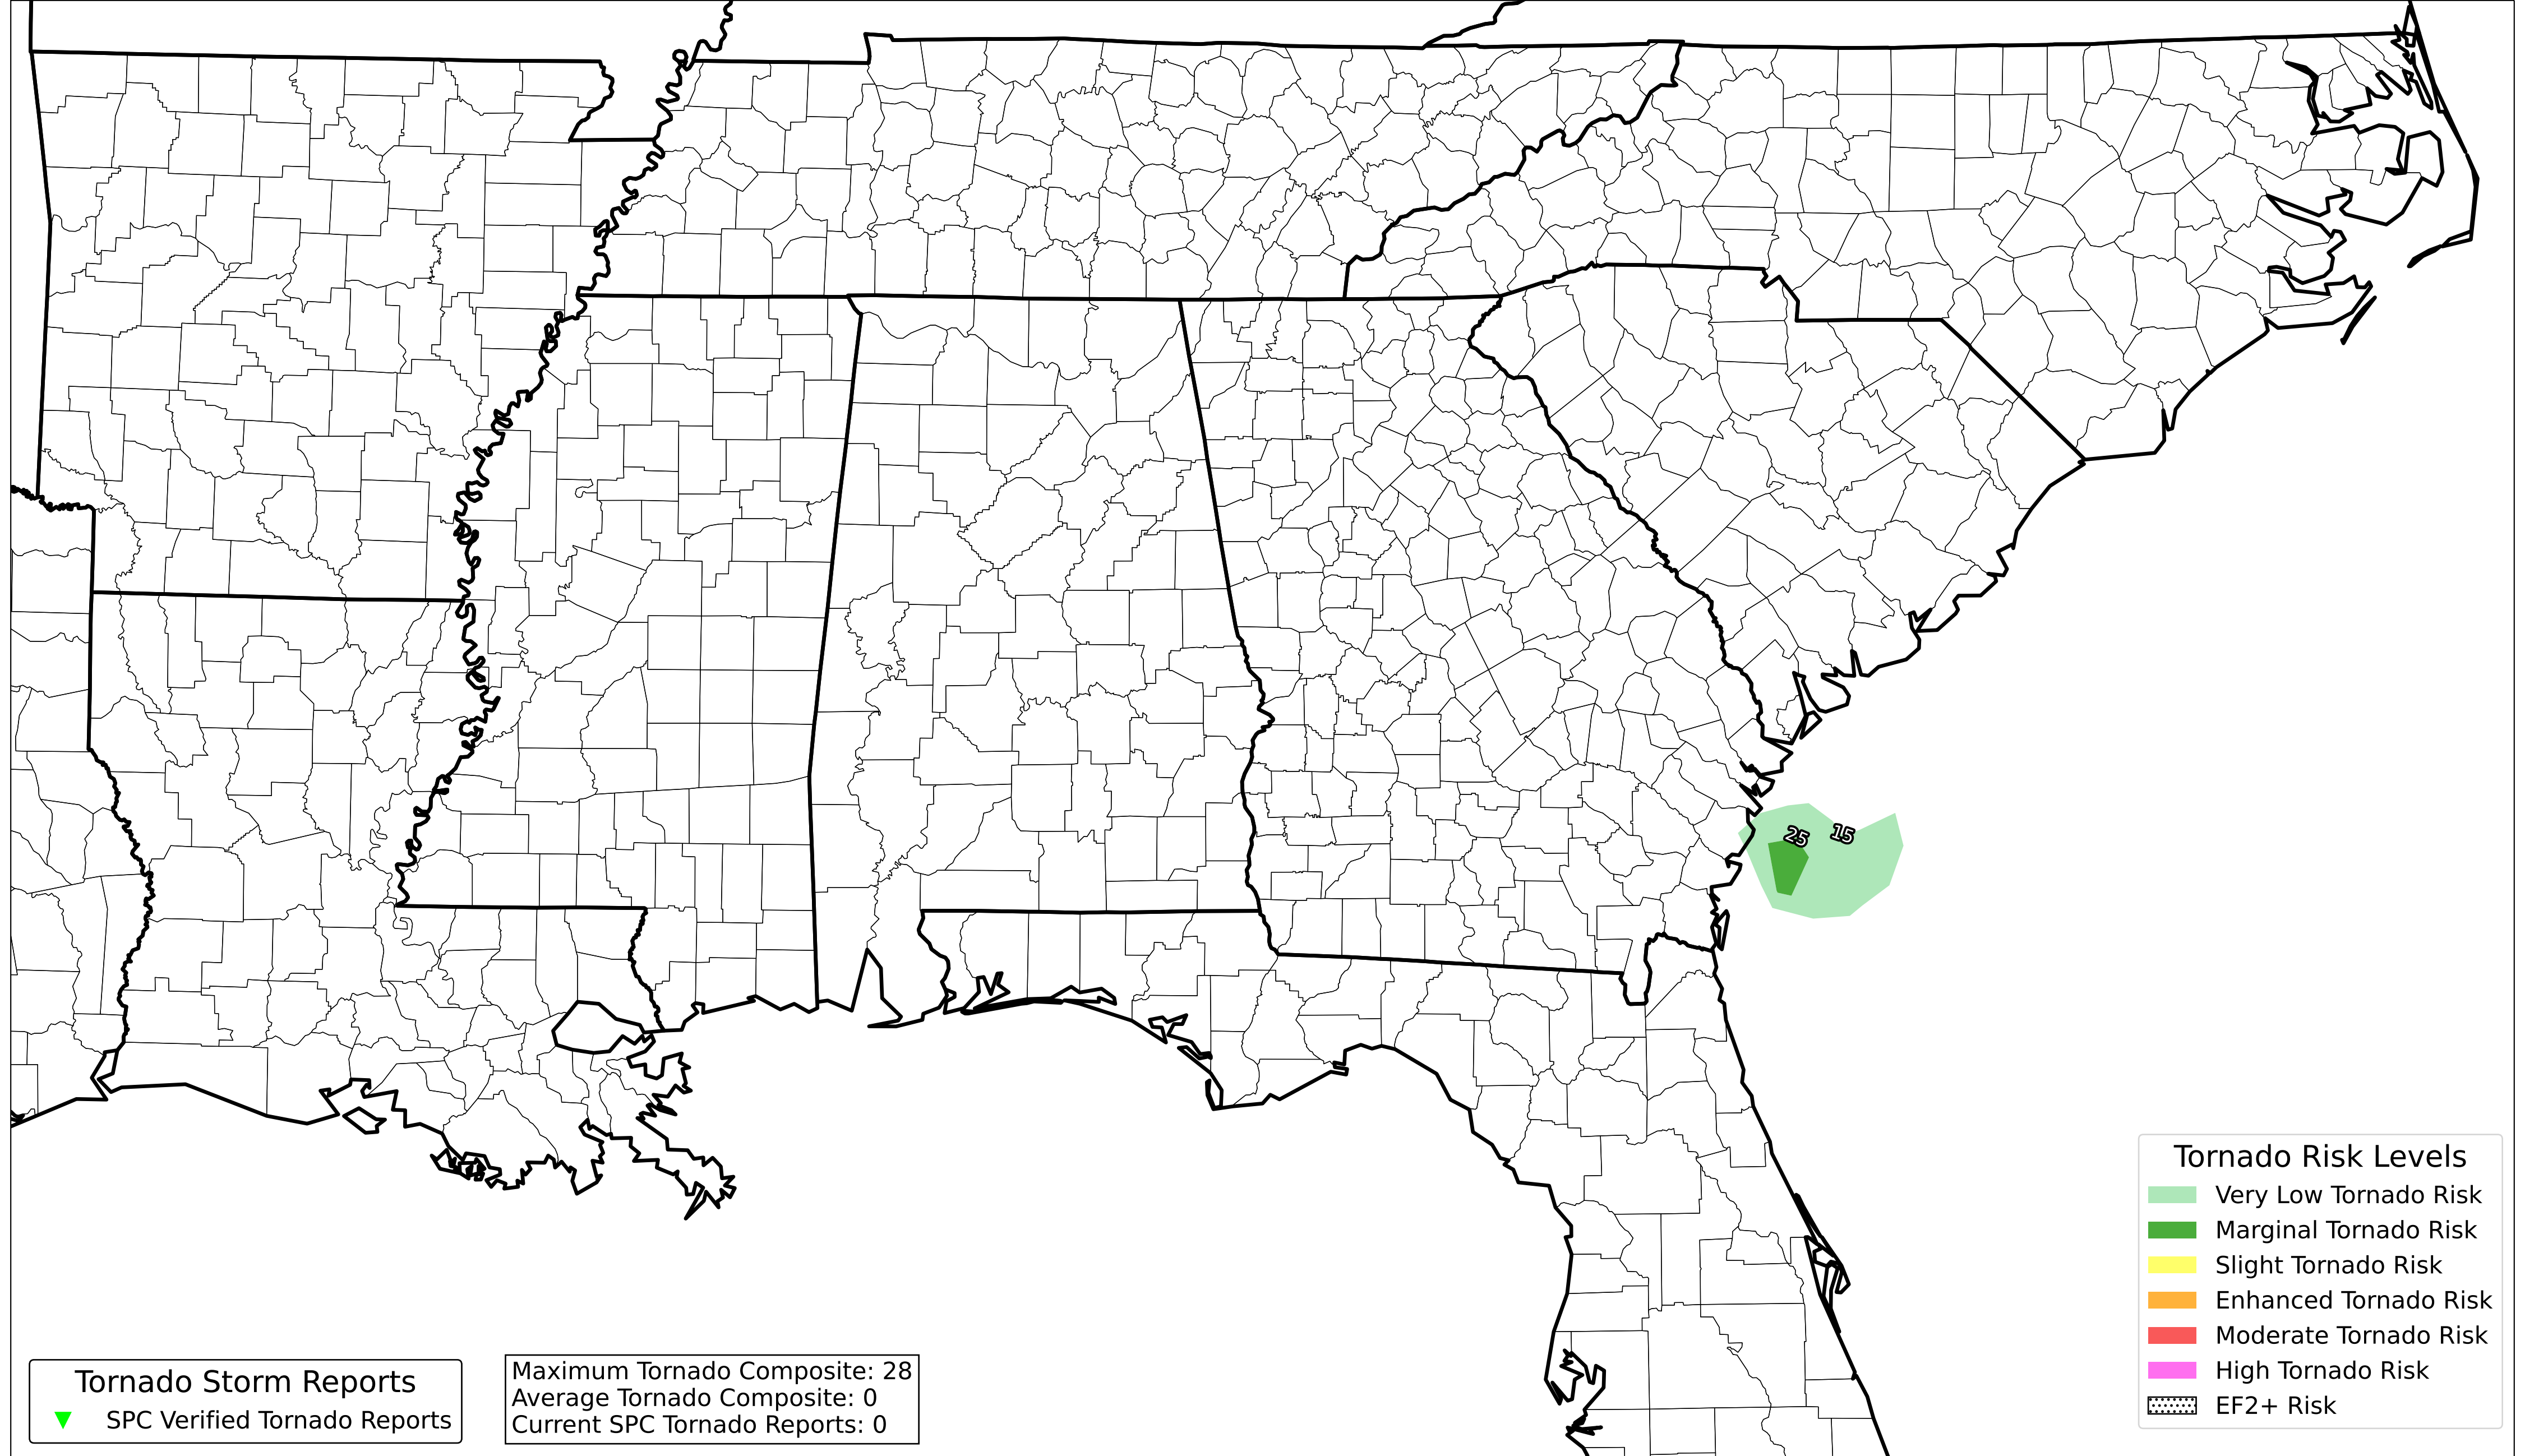 25
15
Tornado Risk Levels
Very Low Tornado Risk
Marginal Tornado Risk
Slight Tornado Risk
Enhanced Tornado Risk
Moderate Tornado Risk
High Tornado Risk
EF2+ Risk
Tornado Storm Reports
SPC Verified Tornado Reports
Maximum Tornado Composite: 28
Average Tornado Composite: 0
Current SPC Tornado Reports: 0